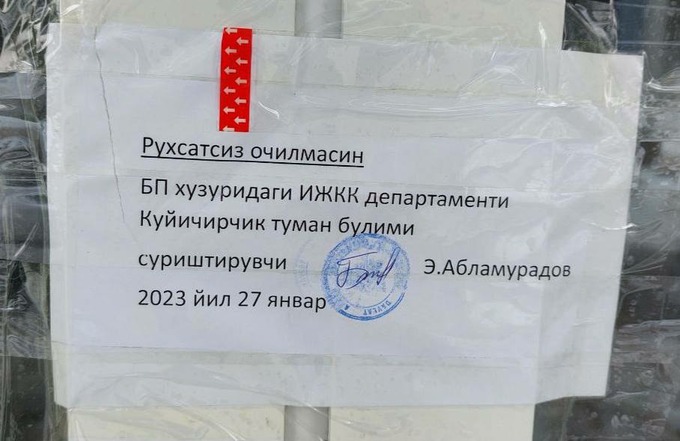 Рухсатсиз очилмасин
БП хузуридаги ИЖКК департаменти
Куйичирчик туман булими
суриштирувчи Э.Абламурадов
2023 йил 27 январ